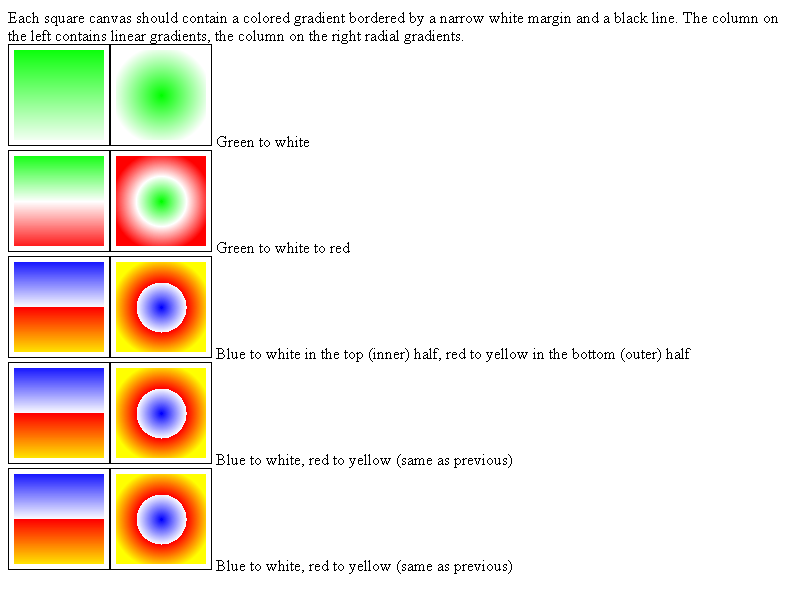 Each square canvas should contain a colored gradient bordered by a narrow white margin and a black line. The column on
the left contains linear gradients, the column on the right radial gradients.
Green to white
Green to white to red
Blue to white in the top (inner) half, red to yellow in the bottom (outer) half
Blue to white, red to yellow (same as previous)
Blue to white, red to yellow (same as previous)